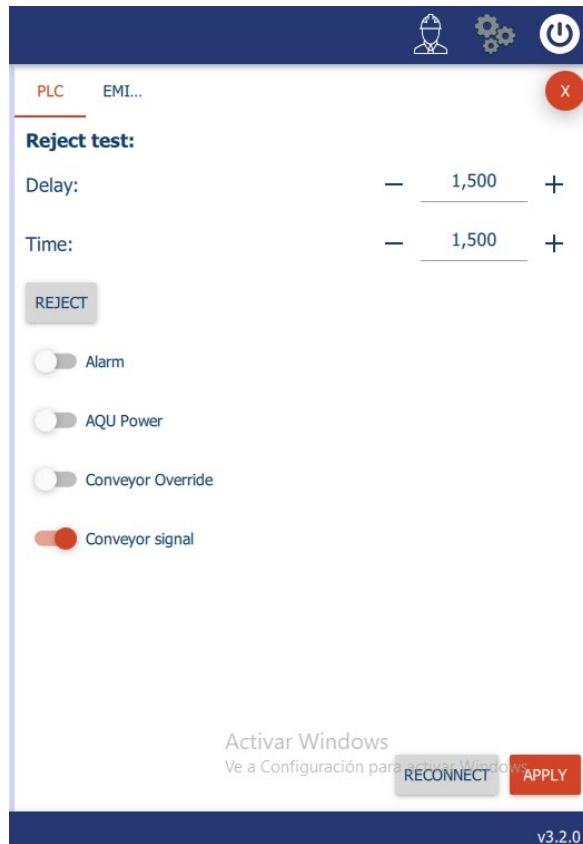 PLC EMI...
X
Reject test:
Delay: — 1,500 +
Time: — 1,500 +
REJECT
Alarm
AQU Power
Conveyor Override
Conveyor signal
Activar Windows
Ve a Configuración para activar Windows.
RECONNECT APPLY
v3.2.0